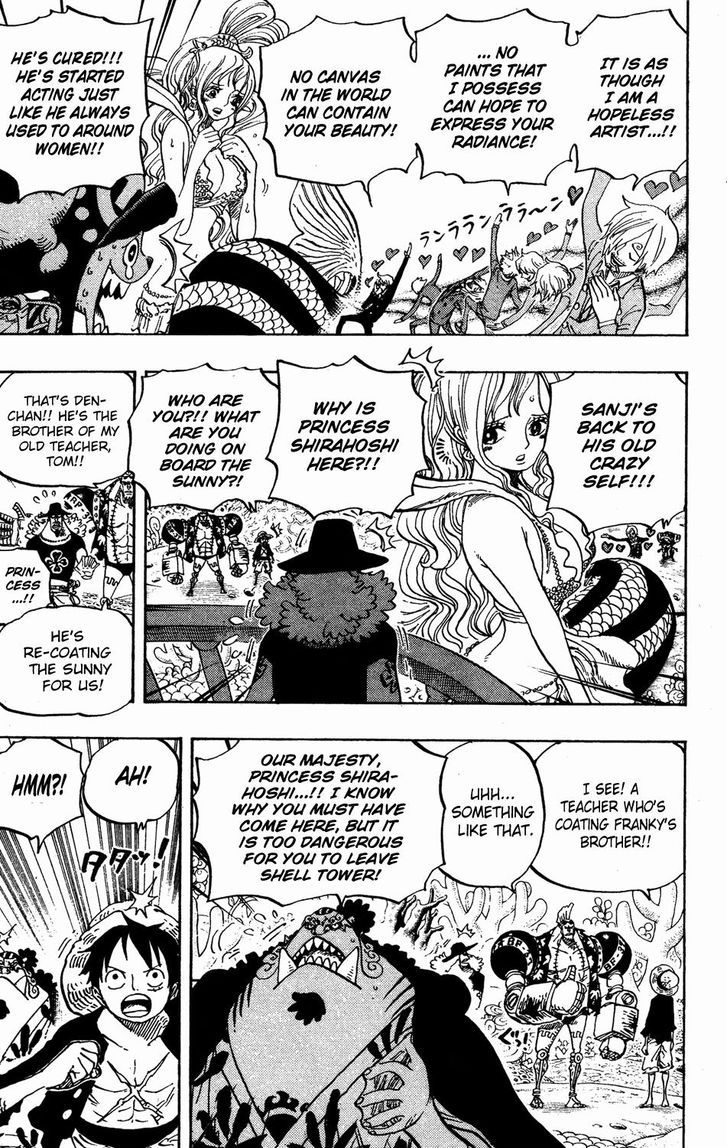 IT IS AS
THOUGH
I AM A
HOPELESS
ARTIST...!!
... NO
PAINTS THAT
I POSSESS
CAN HOPE TO
EXPRESS YOUR
RADIANCE!
NO CANVAS
IN THE WORLD
CAN CONTAIN
YOUR BEAUTY!
HE'S CURED!!!
HE'S STARTED
ACTING JUST
LIKE HE ALWAYS
USED TO AROUND
WOMEN!!
ランランランラ〜ン
SANJI'S
BACK TO
HIS OLD
CRAZY
SELF!!!
WHY IS
PRINCESS
SHIRAHOSHI
HERE?!!
WHO ARE
YOU?!! WHAT
ARE YOU
DOING ON
BOARD THE
SUNNY?!
THAT'S DEN-
CHAN!! HE'S THE
BROTHER OF MY
OLD TEACHER,
TOM!!
PRIN-
CESS
...!!
HE'S
RE-COATING
THE SUNNY
FOR US!
I SEE! A
TEACHER WHO'S
COATING FRANKY'S
BROTHER!!
UHH...
SOMETHING
LIKE THAT.
OUR MAJESTY,
PRINCESS SHIRA-
HOSHI...!! I KNOW
WHY YOU MUST HAVE
COME HERE, BUT IT
IS TOO DANGEROUS
FOR YOU TO LEAVE
SHELL TOWER!
AH!
HMM?!
タタッ!